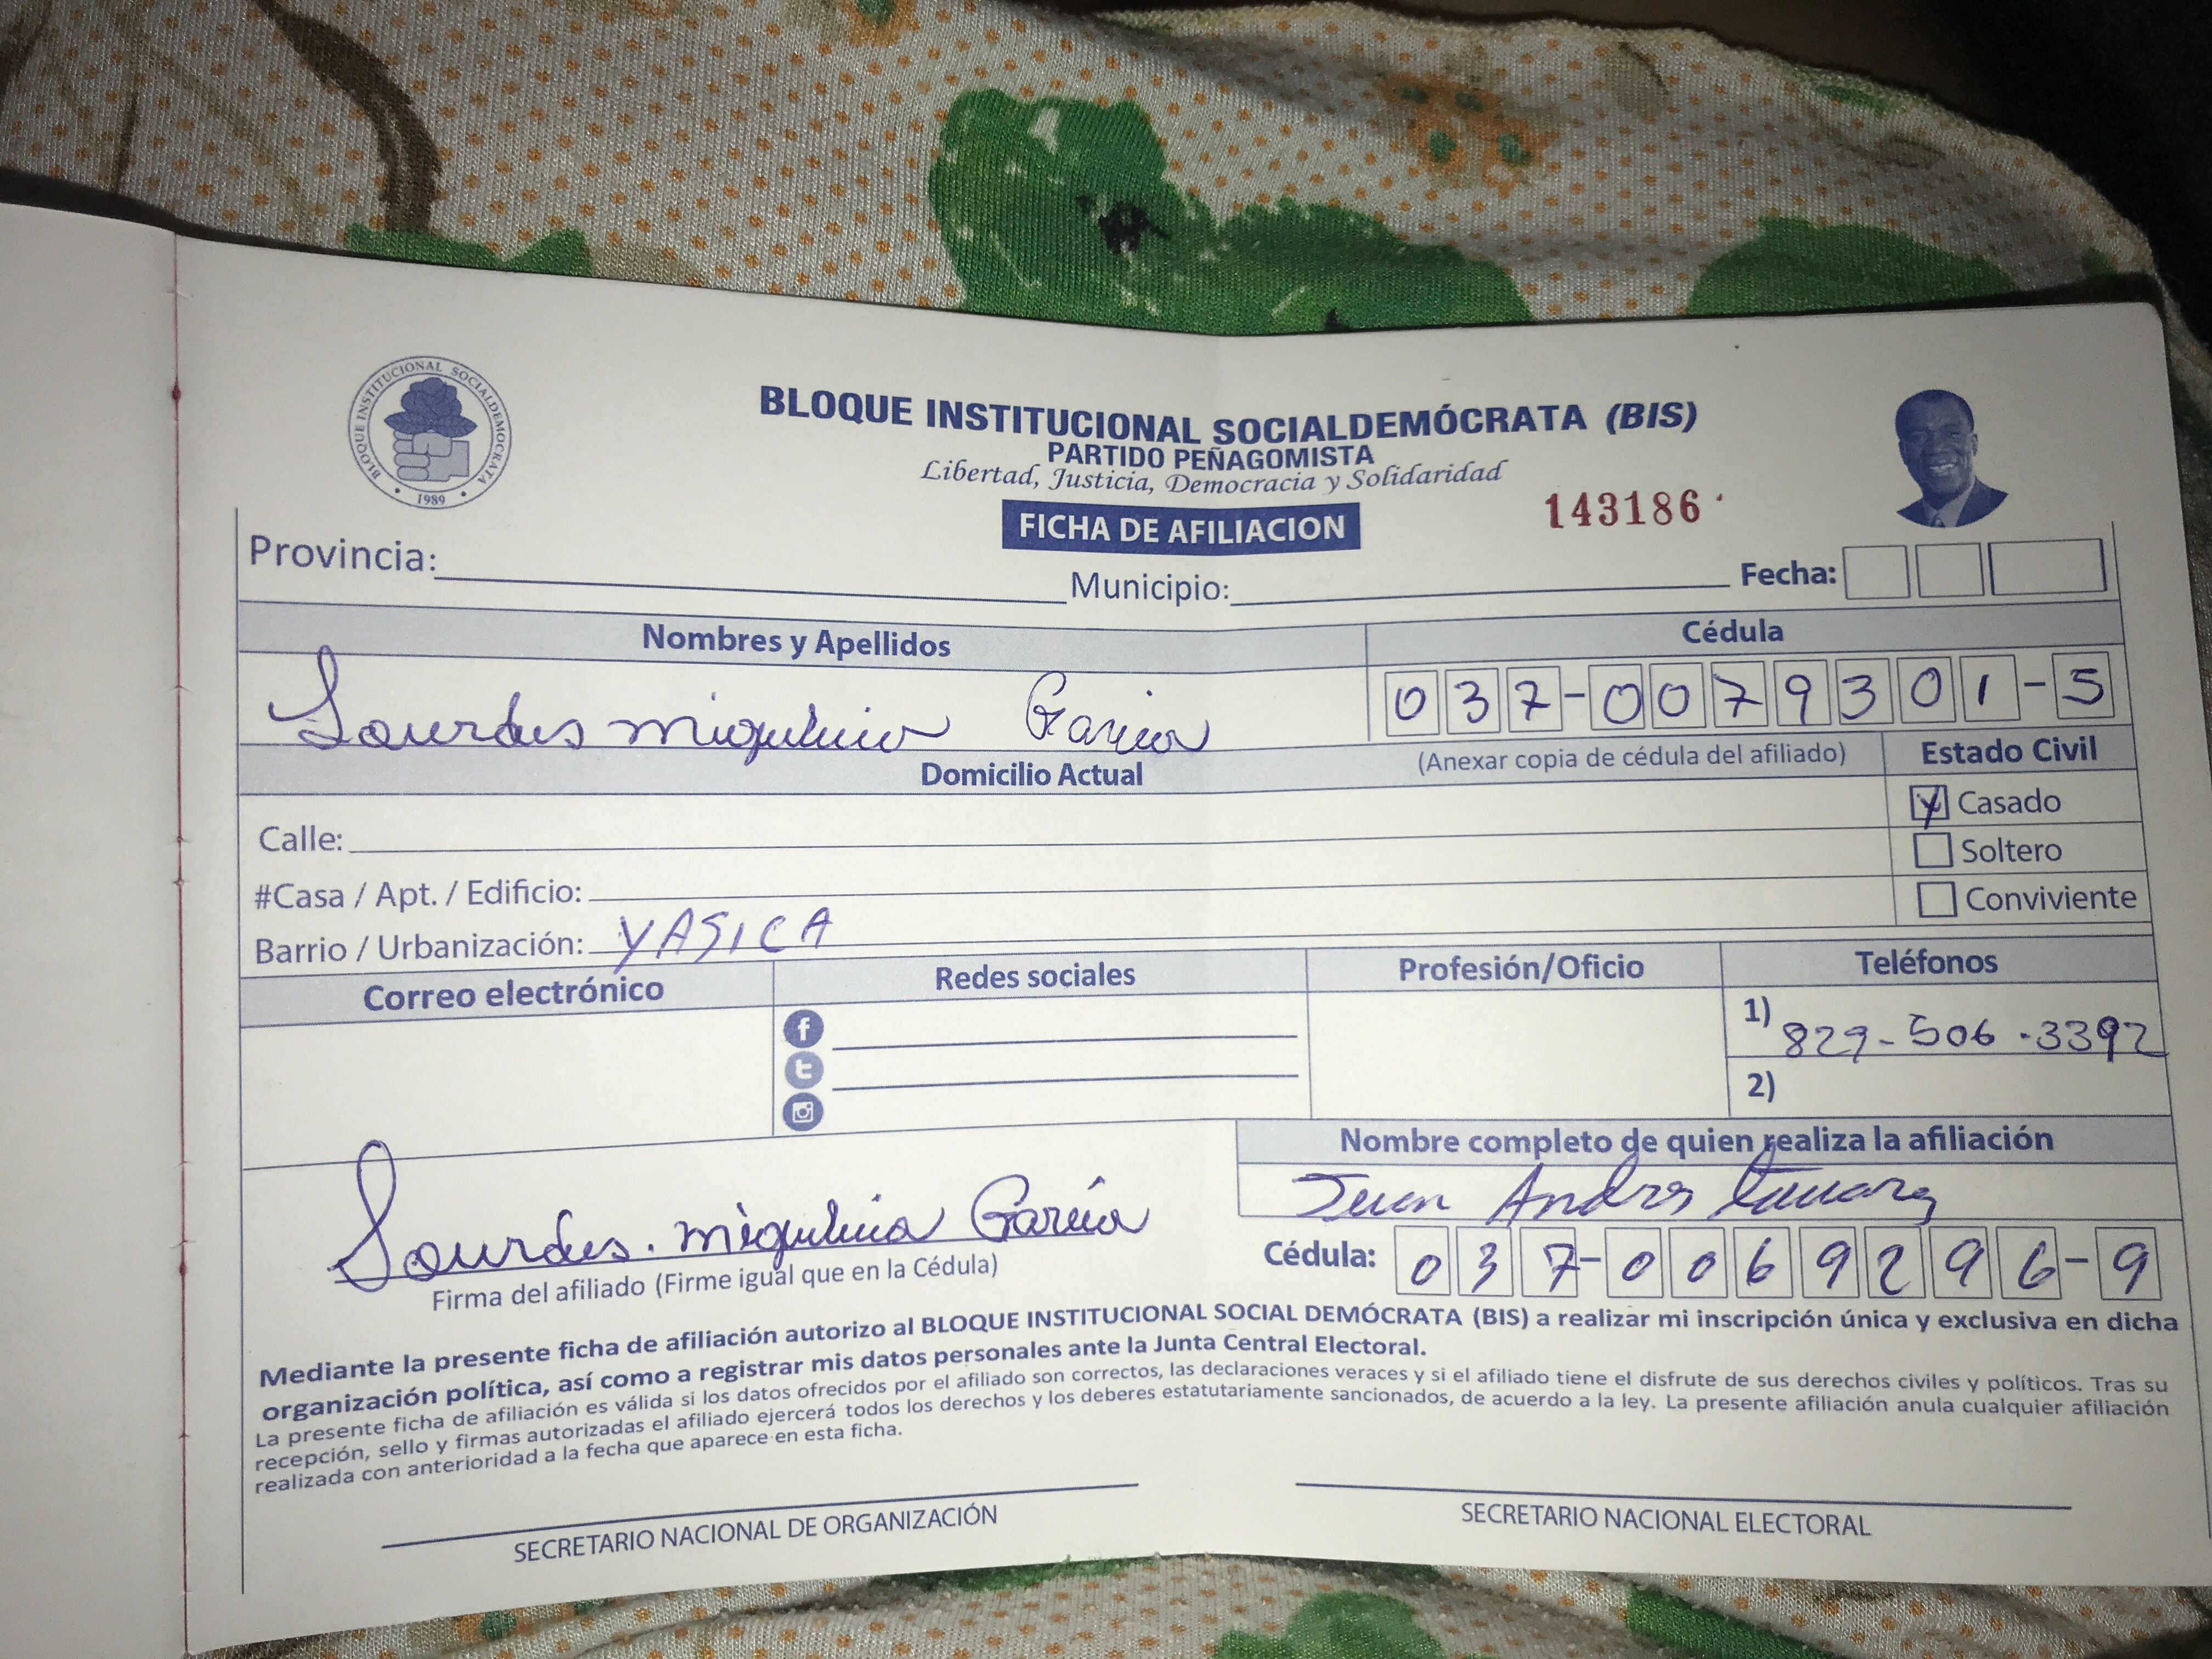 BLOQUE INSTITUCIONAL SOCIALDEMOCRATA
1989
BLOQUE INSTITUCIONAL SOCIALDEMÓCRATA (BIS)
PARTIDO PEÑAGOMISTA
Libertad, Justicia, Democracia y Solidaridad
FICHA DE AFILIACION
143186
Provincia:
Municipio:
Fecha:
Nombres y Apellidos
Cédula
Lourdes miguelina Garcia
037-0079301-5
(Anexar copia de cédula del afiliado)
Domicilio Actual
Estado Civil
Calle:
Casado
#Casa / Apt. / Edificio:
Soltero
Barrio / Urbanización: YASICA
Conviviente
Correo electrónico
Redes sociales
Profesión/Oficio
Teléfonos
1) 829-506-3392
2)
Nombre completo de quien realiza la afiliación
Juan Andres Tavarez
Lourdes. miguelina García
Firma del afiliado (Firme igual que en la Cédula)
Cédula: 037-0069296-9
Mediante la presente ficha de afiliación autorizo al BLOQUE INSTITUCIONAL SOCIAL DEMÓCRATA (BIS) a realizar mi inscripción única y exclusiva en dicha
organización política, así como a registrar mis datos personales ante la Junta Central Electoral.
La presente ficha de afiliación es válida si los datos ofrecidos por el afiliado son correctos, las declaraciones veraces y si el afiliado tiene el disfrute de sus derechos civiles y políticos. Tras su
recepción, sello y firmas autorizadas el afiliado ejercerá todos los derechos y los deberes estatutariamente sancionados, de acuerdo a la ley. La presente afiliación anula cualquier afiliación
realizada con anterioridad a la fecha que aparece en esta ficha.
SECRETARIO NACIONAL DE ORGANIZACIÓN
SECRETARIO NACIONAL ELECTORAL